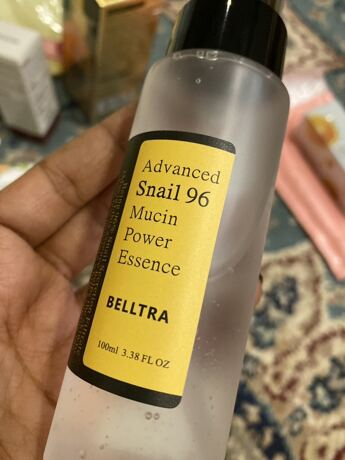 Advanced
Snail 96
Mucin
Power
Essence
BELLTRA
100ml 3.38 FL OZ